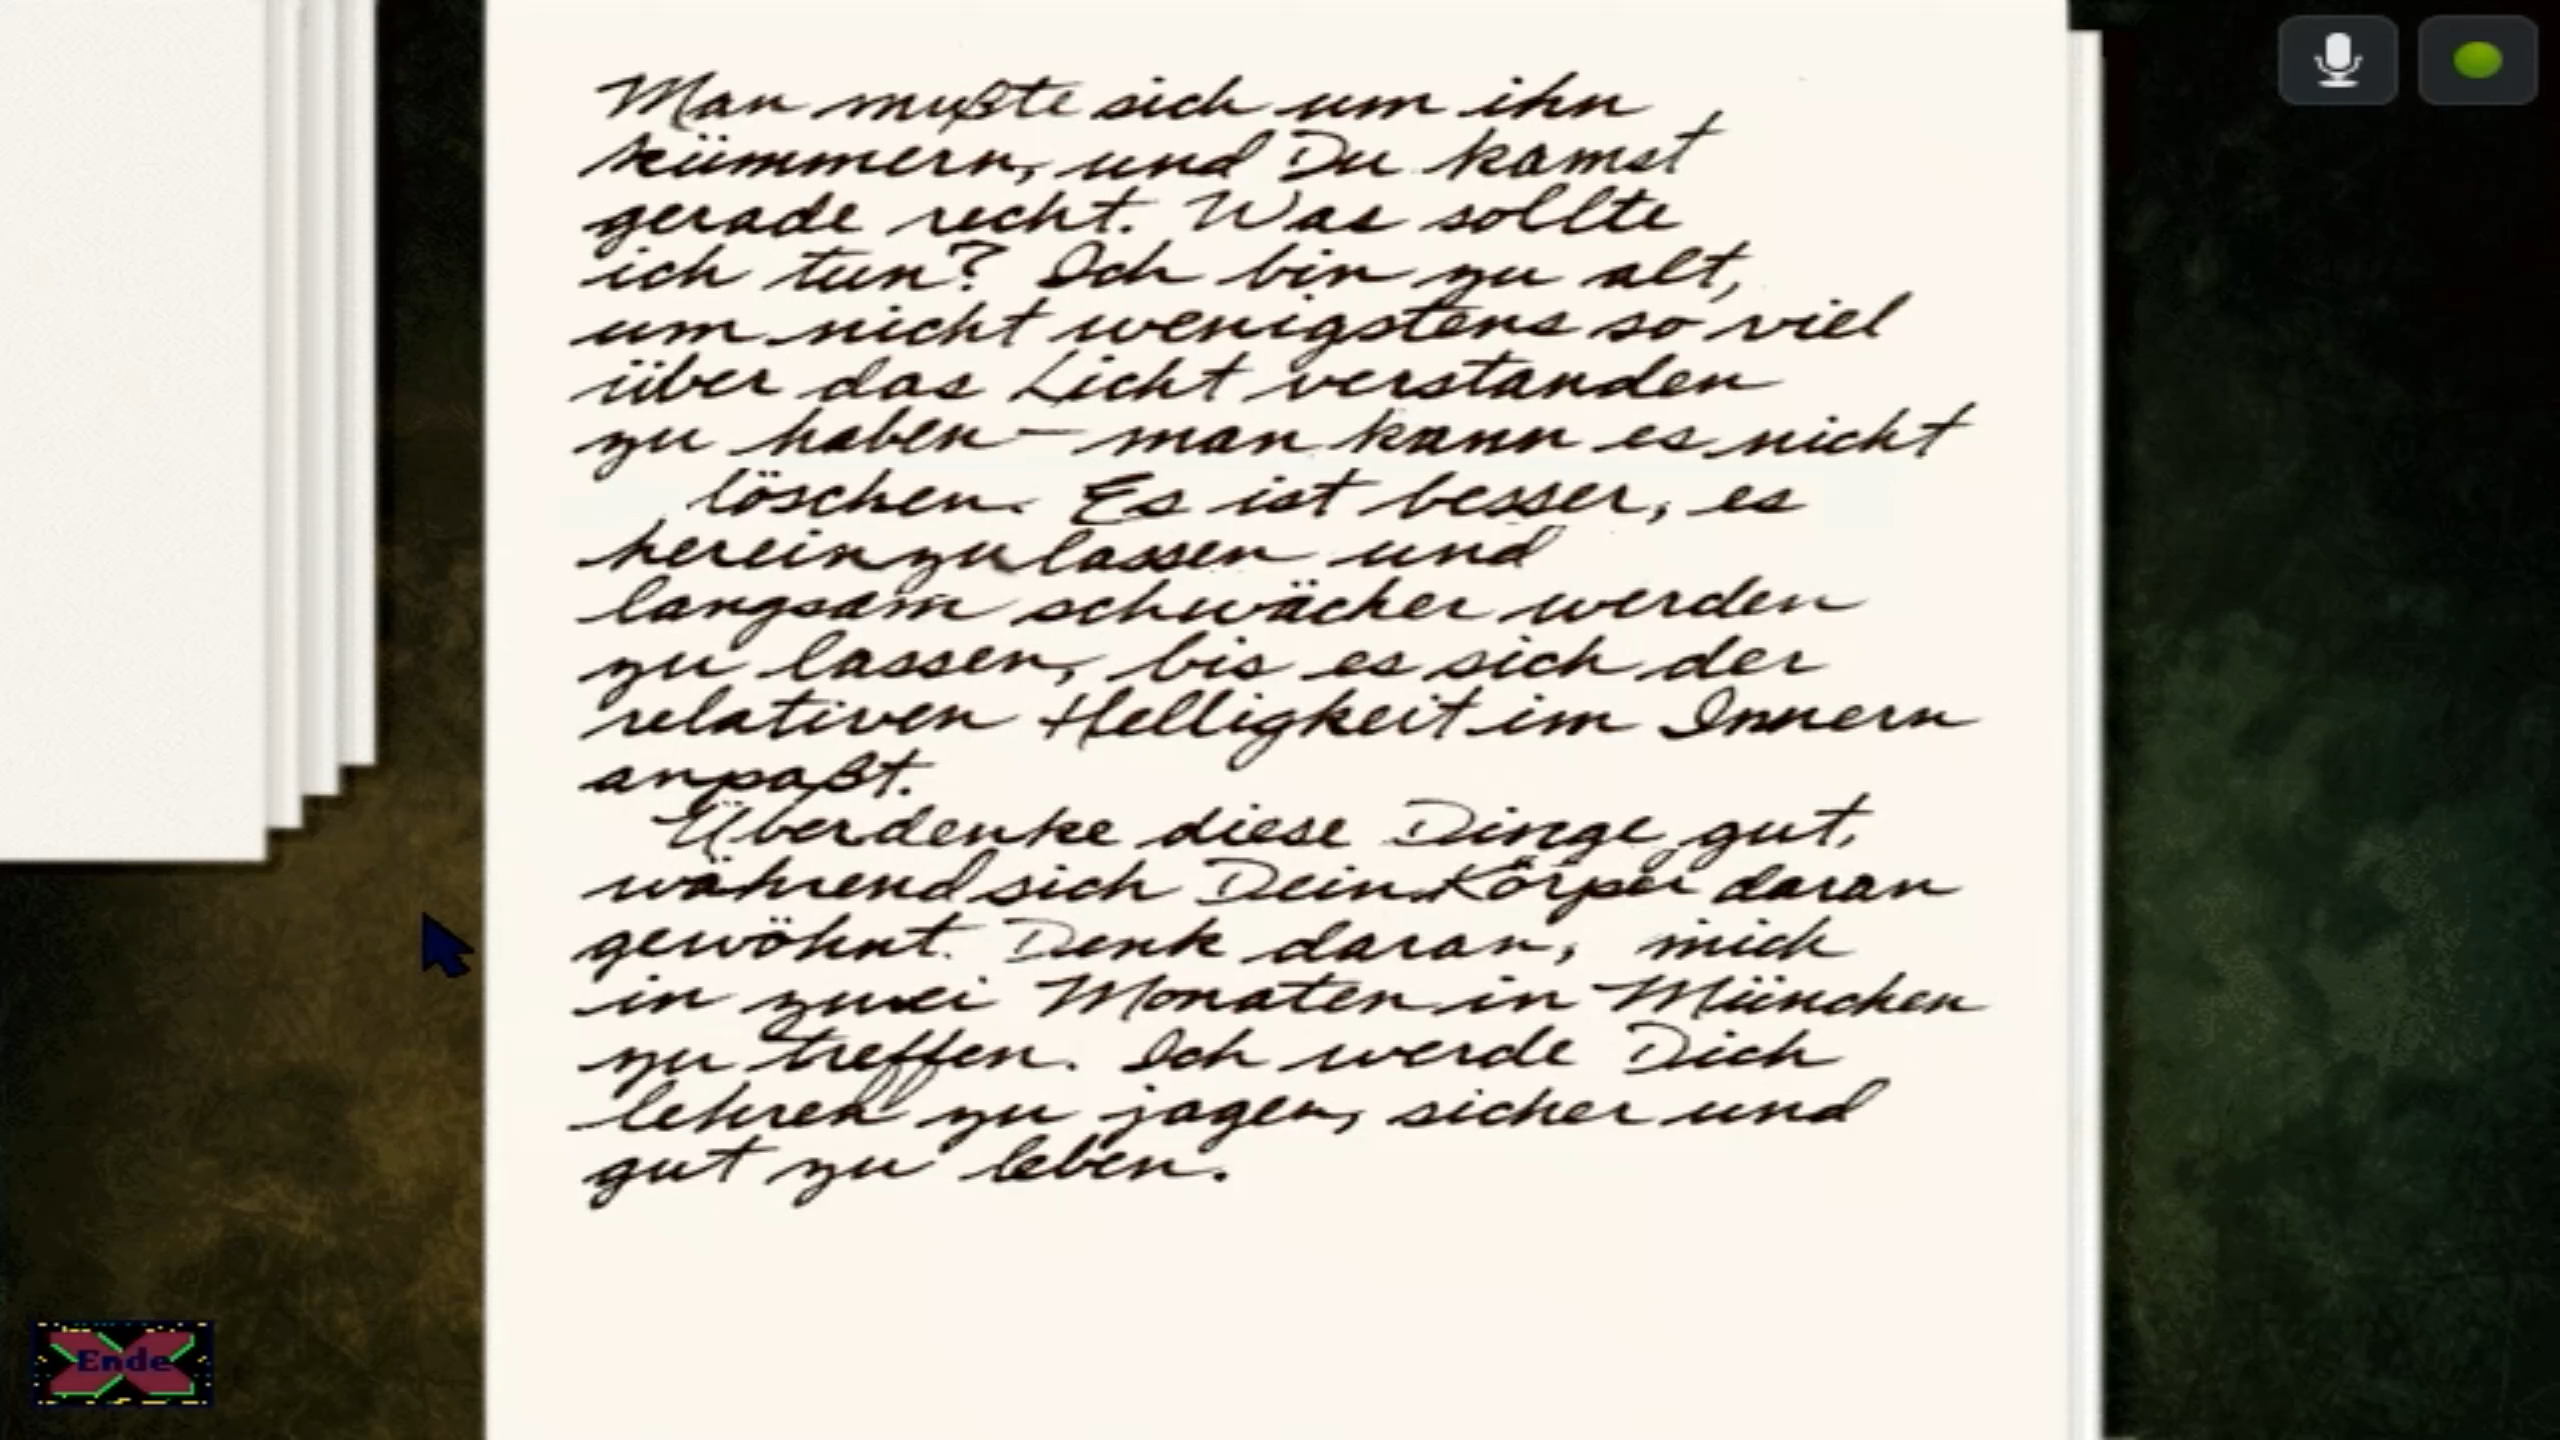 Man mußte sich um ihn
kümmern, und Du kamst
gerade recht. Was sollte
ich tun? Ich bin zu alt,
um nicht wenigstens so viel
über das Licht verstanden
zu haben – man kann es nicht
löschen. Es ist besser, es
hereinzulassen und
langsam schwächer werden
zu lassen, bis es sich der
relativen Helligkeit im Innern
anpaßt.
Überdenke diese Dinge gut,
während sich Dein Körper daran
gewöhnt. Denk daran, mich
in zwei Monaten in München
zu treffen. Ich werde Dich
lehren zu jagen, sicher und
gut zu leben.
Ende